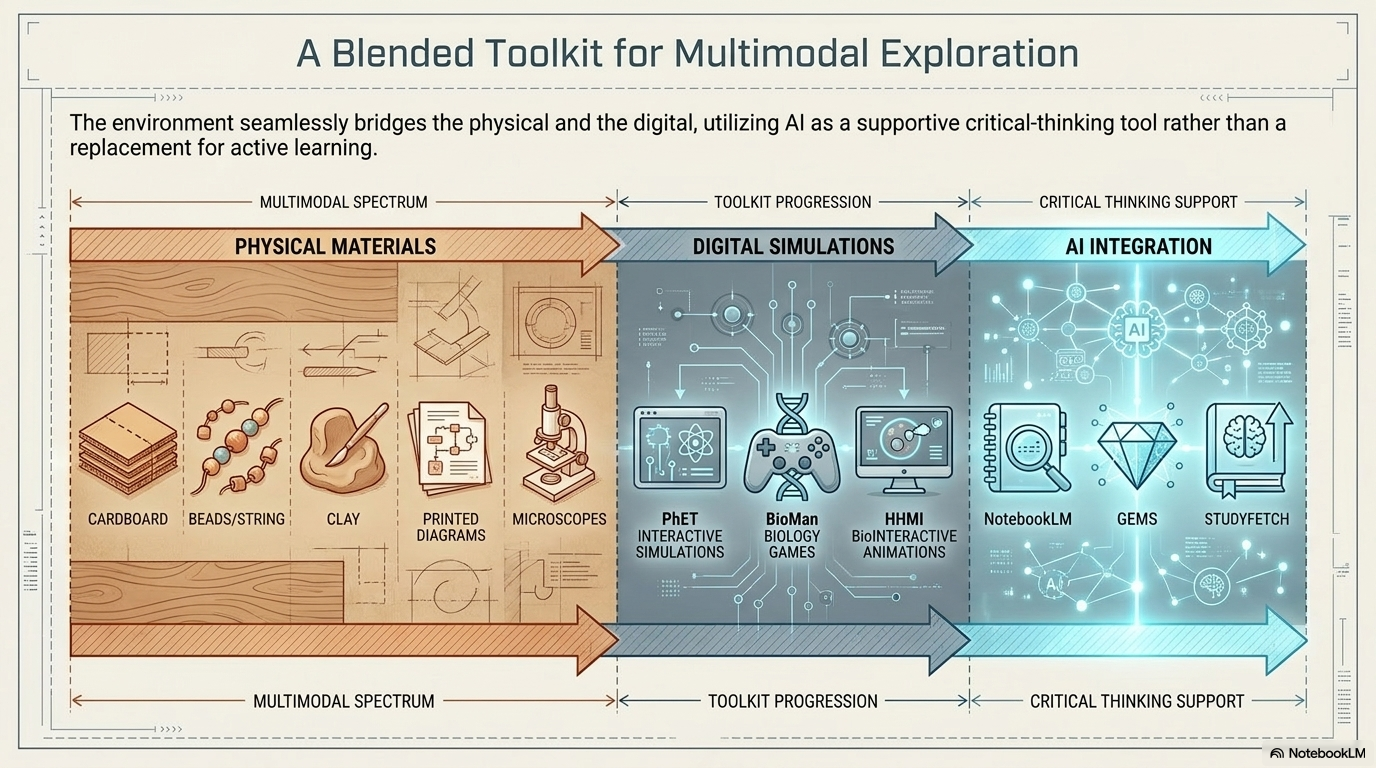 A Blended Toolkit for Multimodal Exploration
The environment seamlessly bridges the physical and the digital, utilizing AI as a supportive critical-thinking tool rather than a
replacement for active learning.
MULTIMODAL SPECTRUM
TOOLKIT PROGRESSION
CRITICAL THINKING SUPPORT
PHYSICAL MATERIALS
DIGITAL SIMULATIONS
AI INTEGRATION
AI
CARDBOARD
BEADS/STRING
CLAY
PRINTED
DIAGRAMS
MICROSCOPES
PhET
INTERACTIVE
SIMULATIONS
BioMan
BIOLOGY
GAMES
HHMI
BioINTERACTIVE
ANIMATIONS
NotebookLM
GEMS
STUDYFETCH
AI
MULTIMODAL SPECTRUM
TOOLKIT PROGRESSION
CRITICAL THINKING SUPPORT
NotebookLM